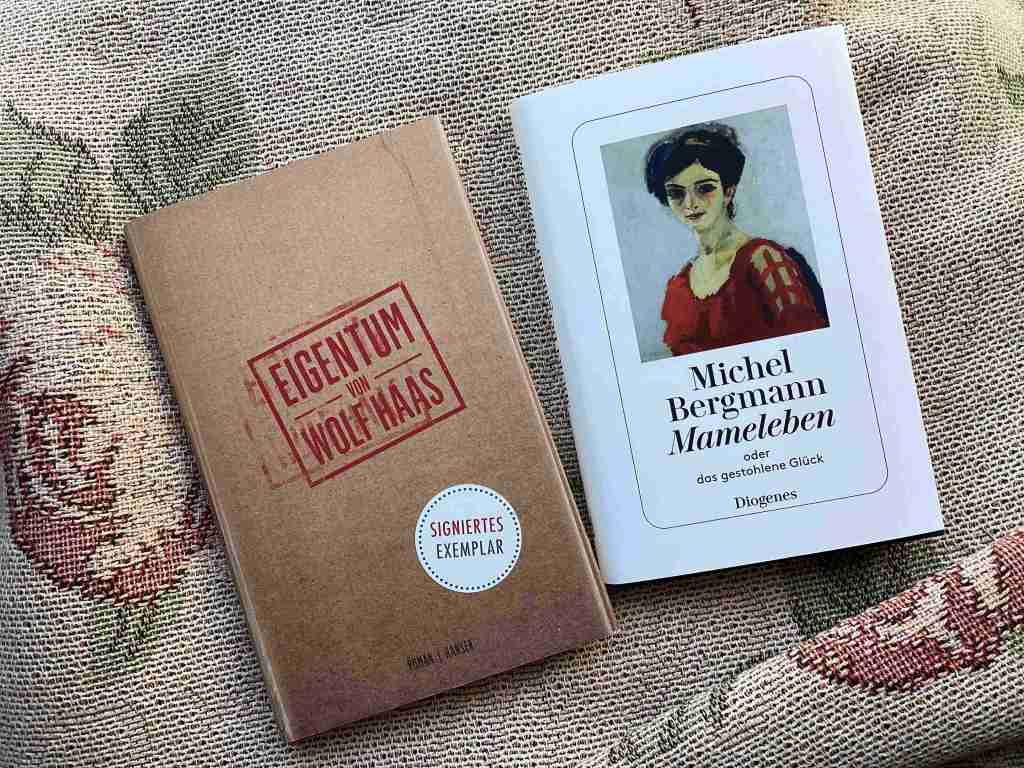 EIGENTUM
VON
WOLF HAAS
SIGNIERTES
EXEMPLAR
ROMAN | HANSER
Michel
Bergmann
Mameleben
oder
das gestohlene Glück
Diogenes